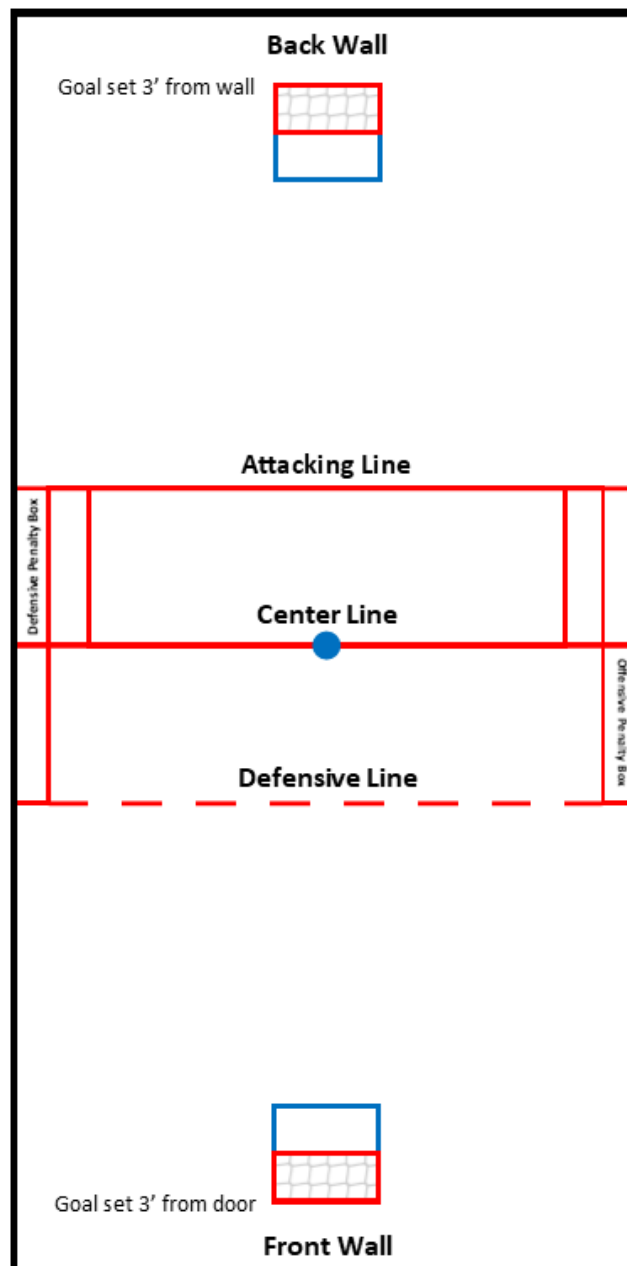 Back Wall
Goal set 3’ from wall
Attacking Line
Defensive Penalty Box
Center Line
Offensive Penalty Box
Defensive Line
Goal set 3’ from door
Front Wall